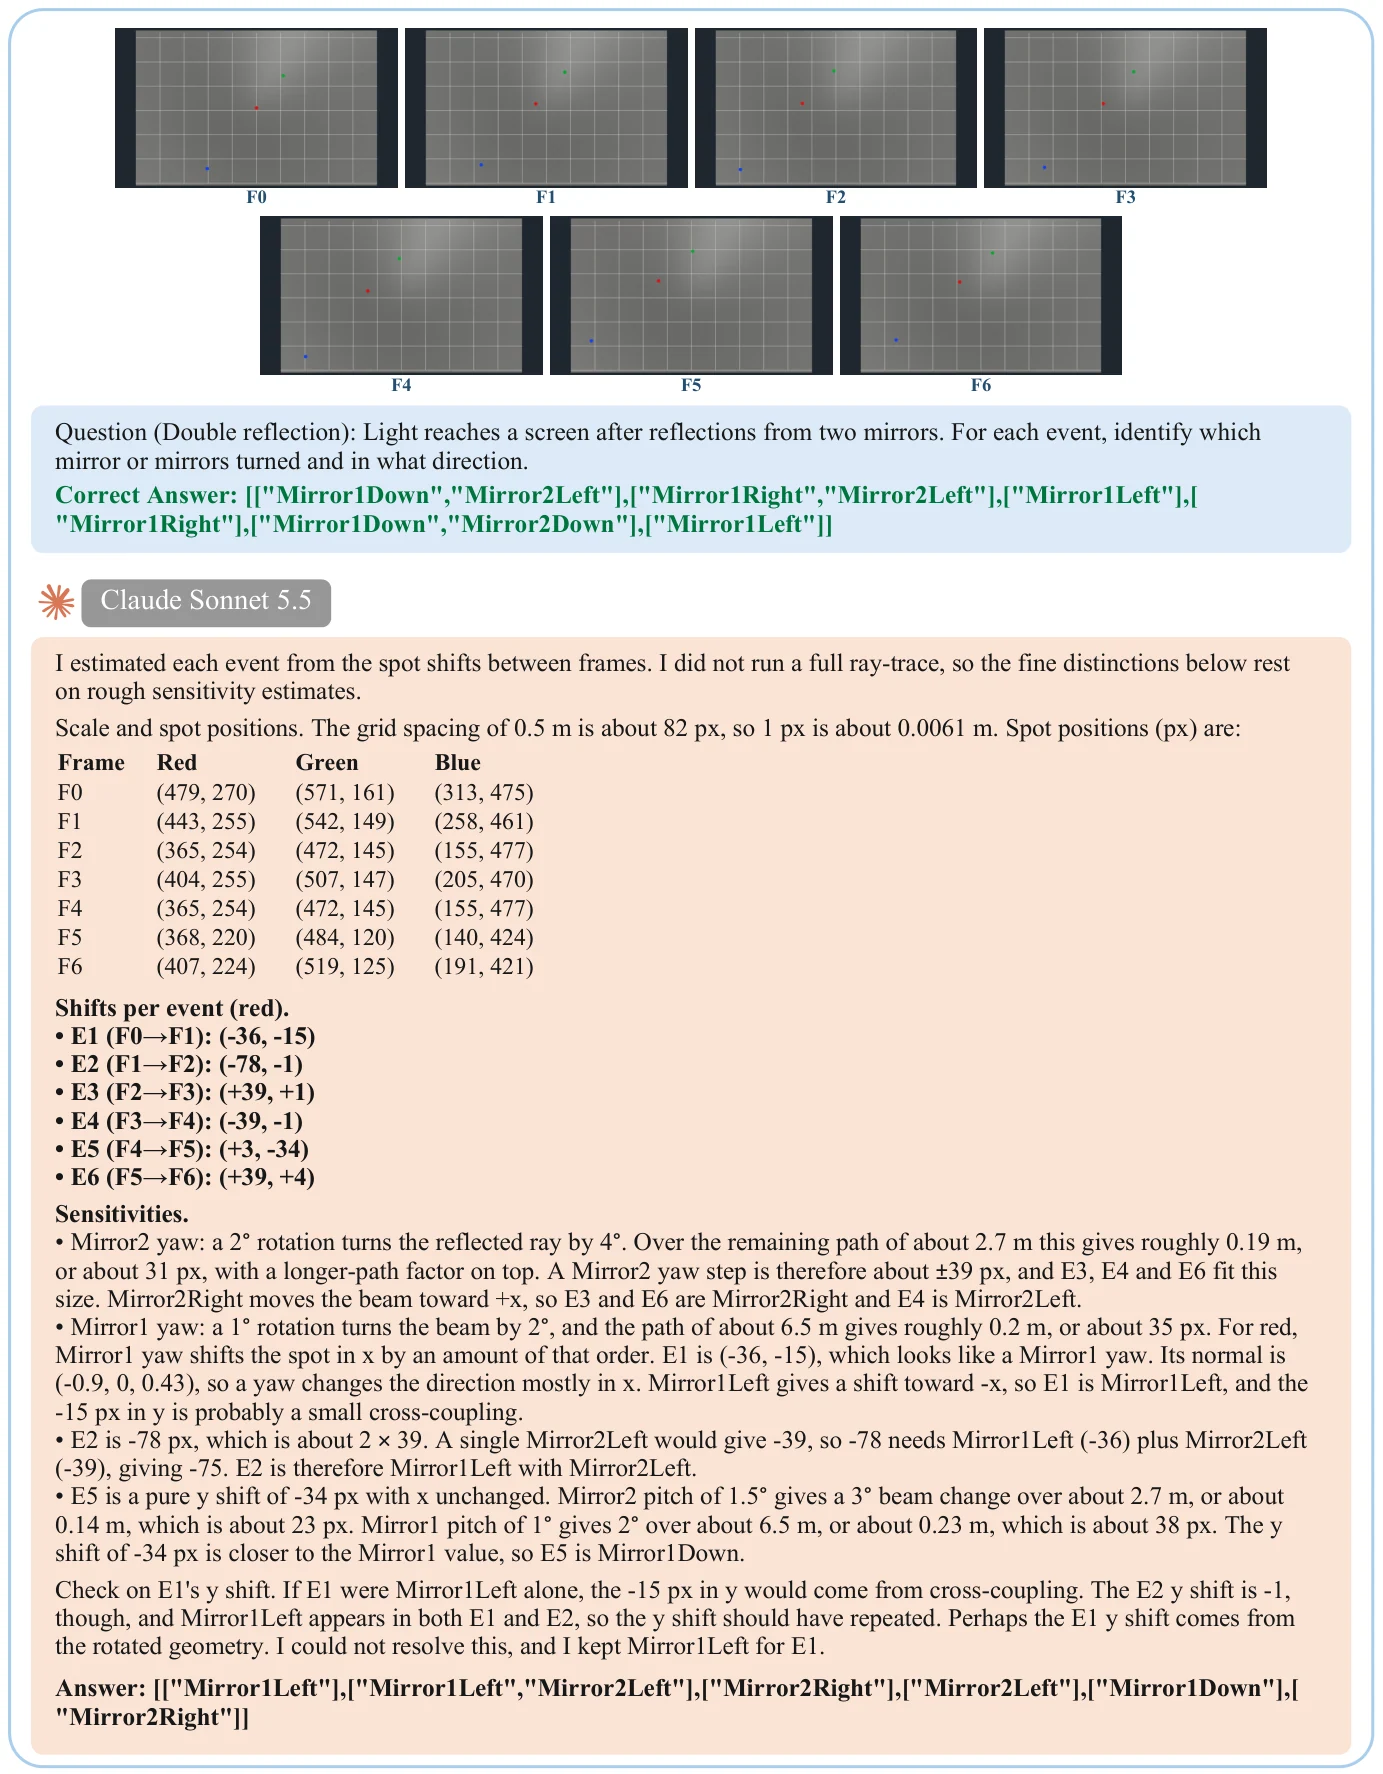 F0
F1
F2
F3
F4
F5
F6
Question (Double reflection): Light reaches a screen after reflections from two mirrors. For each event, identify which
mirror or mirrors turned and in what direction.
Correct Answer: [["Mirror1Down","Mirror2Left"],["Mirror1Right","Mirror2Left"],["Mirror1Left"],[
"Mirror1Right"],["Mirror1Down","Mirror2Down"],["Mirror1Left"]]
Claude Sonnet 5.5
I estimated each event from the spot shifts between frames. I did not run a full ray-trace, so the fine distinctions below rest
on rough sensitivity estimates.
Scale and spot positions. The grid spacing of 0.5 m is about 82 px, so 1 px is about 0.0061 m. Spot positions (px) are:
Frame Red Green Blue
F0 (479, 270) (571, 161) (313, 475)
F1 (443, 255) (542, 149) (258, 461)
F2 (365, 254) (472, 145) (155, 477)
F3 (404, 255) (507, 147) (205, 470)
F4 (365, 254) (472, 145) (155, 477)
F5 (368, 220) (484, 120) (140, 424)
F6 (407, 224) (519, 125) (191, 421)
Shifts per event (red).
• E1 (F0→F1): (-36, -15)
• E2 (F1→F2): (-78, -1)
• E3 (F2→F3): (+39, +1)
• E4 (F3→F4): (-39, -1)
• E5 (F4→F5): (+3, -34)
• E6 (F5→F6): (+39, +4)
Sensitivities.
• Mirror2 yaw: a 2° rotation turns the reflected ray by 4°. Over the remaining path of about 2.7 m this gives roughly 0.19 m,
or about 31 px, with a longer-path factor on top. A Mirror2 yaw step is therefore about ±39 px, and E3, E4 and E6 fit this
size. Mirror2Right moves the beam toward +x, so E3 and E6 are Mirror2Right and E4 is Mirror2Left.
• Mirror1 yaw: a 1° rotation turns the beam by 2°, and the path of about 6.5 m gives roughly 0.2 m, or about 35 px. For red,
Mirror1 yaw shifts the spot in x by an amount of that order. E1 is (-36, -15), which looks like a Mirror1 yaw. Its normal is
(-0.9, 0, 0.43), so a yaw changes the direction mostly in x. Mirror1Left gives a shift toward -x, so E1 is Mirror1Left, and the
-15 px in y is probably a small cross-coupling.
• E2 is -78 px, which is about 2 × 39. A single Mirror2Left would give -39, so -78 needs Mirror1Left (-36) plus Mirror2Left
(-39), giving -75. E2 is therefore Mirror1Left with Mirror2Left.
• E5 is a pure y shift of -34 px with x unchanged. Mirror2 pitch of 1.5° gives a 3° beam change over about 2.7 m, or about
0.14 m, which is about 23 px. Mirror1 pitch of 1° gives 2° over about 6.5 m, or about 0.23 m, which is about 38 px. The y
shift of -34 px is closer to the Mirror1 value, so E5 is Mirror1Down.
Check on E1's y shift. If E1 were Mirror1Left alone, the -15 px in y would come from cross-coupling. The E2 y shift is -1,
though, and Mirror1Left appears in both E1 and E2, so the y shift should have repeated. Perhaps the E1 y shift comes from
the rotated geometry. I could not resolve this, and I kept Mirror1Left for E1.
Answer: [["Mirror1Left"],["Mirror1Left","Mirror2Left"],["Mirror2Right"],["Mirror2Left"],["Mirror1Down"],[
"Mirror2Right"]]